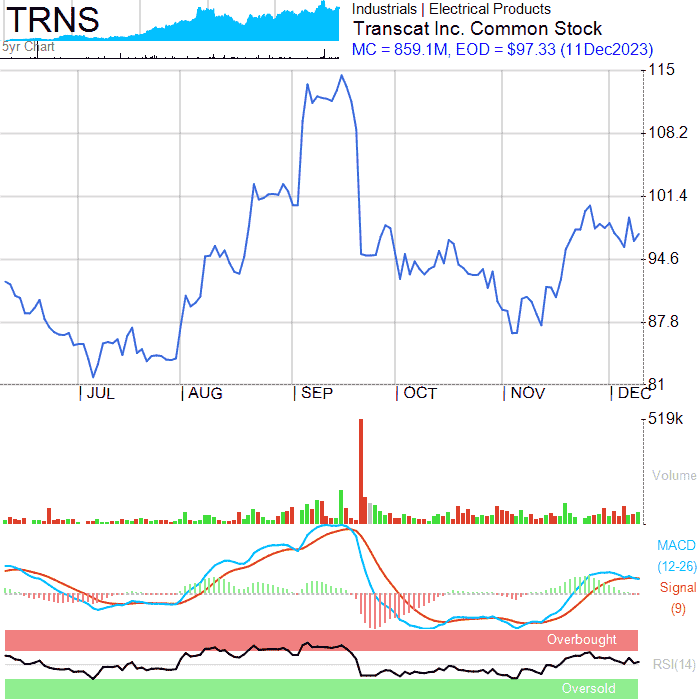 TRNS
5yr Chart
Industrials | Electrical Products
Transcat Inc. Common Stock
MC = 859.1M, EOD = $97.33 (11Dec2023)
115
108.2
101.4
94.6
87.8
81
JUL
AUG
SEP
OCT
NOV
DEC
519k
Volume
MACD
(12-26)
Signal
(9)
Overbought
RSI(14)
Oversold